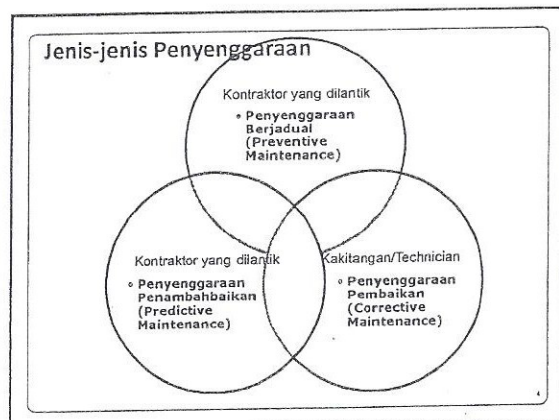 Jenis-jenis Penyenggaraan
Kontraktor yang dilantik
• Penyenggaraan
Berjadual
(Preventive
Maintenance)
Kontraktor yang dilantik
• Penyenggaraan
Penambahbaikan
(Predictive
Maintenance)
Kakitangan/Technician
• Penyenggaraan
Pembaikan
(Corrective
Maintenance)